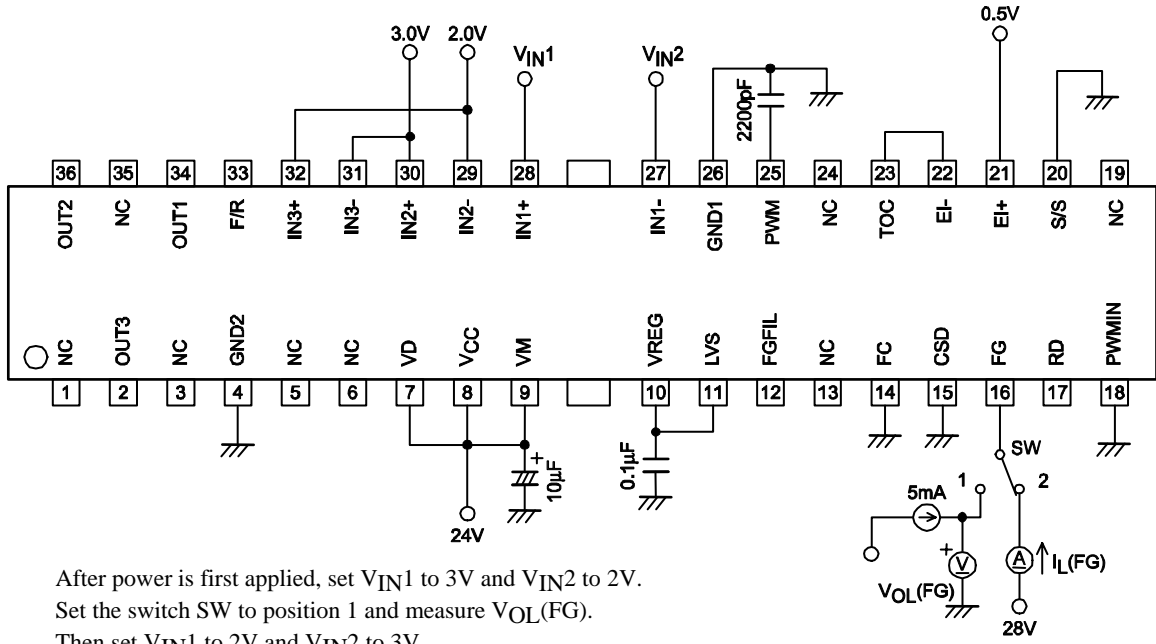 3.0V 2.0V
VIN1
VIN2
0.5V
2200pF
36 35 34 33 32 31 30 29 28 27 26 25 24 23 22 21 20 19
OUT2 NC OUT1 F/R IN3+ IN3- IN2+ IN2- IN1+ IN1- GND1 PWM NC TOC EI- EI+ S/S NC
NC OUT3 NC GND2 NC NC VD VCC VM VREG LVS FGFIL NC FC CSD FG RD PWMIN
1 2 3 4 5 6 7 8 9 10 11 12 13 14 15 16 17 18
+
10µF
24V
0.1µF
SW
1 2
5mA
+
V
A
IL(FG)
VOL(FG)
28V
After power is first applied, set VIN1 to 3V and VIN2 to 2V.
Set the switch SW to position 1 and measure VOL(FG).
Then set VIN1 to 2V and VIN2 to 3V.